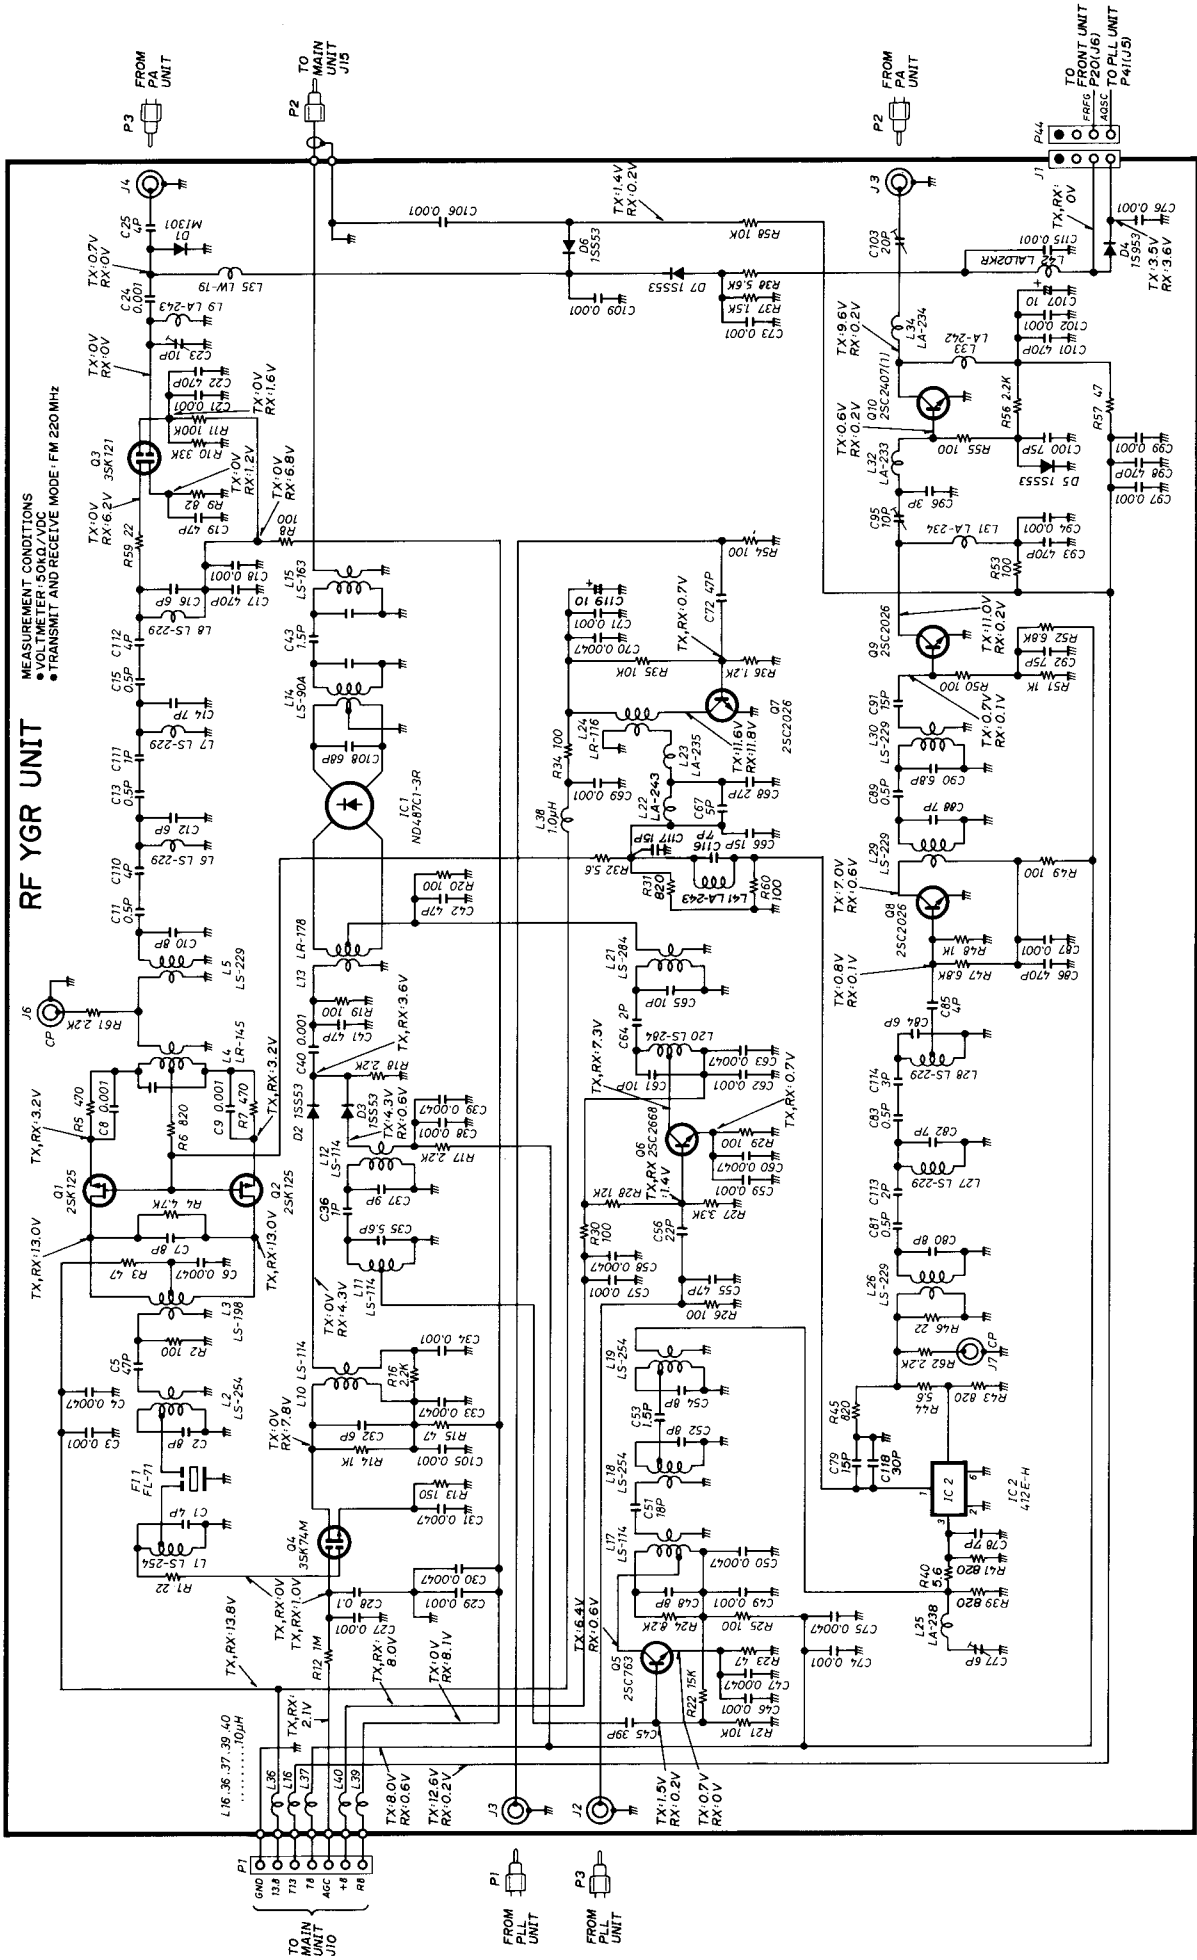 RF YGR UNIT
MEASUREMENT CONDITIONS
● VOLTMETER : 50kΩ/VDC
● TRANSMIT AND RECEIVE MODE : FM 220MHz
TO
MAIN
UNIT
J10
P1
GND
13.8
T13
T8
AGC
+8
R8
L16.36.37.39.40
........10µH
L36
L16
L37
L40
L39
TX,RX:13.8V
TX,RX:
2.1V
TX,RX:0V
TX,RX:1.0V
TX,RX:
8.0V
TX:0V
RX:8.1V
TX:8.0V
RX:0.6V
TX:12.6V
RX:0.2V
R1 22
L1 LS-254
C1 4P
FI1
FL-71
C2 8P
L2
LS-254
C3 0.001
C4 0.0047
C5
47P
R2 100
L3
LS-198
R3 47
C6 0.0047
C7 8P
R4 4.7K
TX,RX:13.0V
TX,RX:13.0V
Q1
2SK125
Q2
2SK125
TX,RX:3.2V
TX,RX:3.2V
R5 470
C8 0.001
R6 820
C9 0.001
R7 470
L4
LR-145
J6
CP
R61 2.2K
L5
LS-229
C10 8P
C11
0.5P
C110
4P
L6 LS-229
C12 6P
C13
0.5P
C111
1P
L7 LS-229
C14 7P
C15
0.5P
C112
4P
L8 LS-229
C16 6P
C17 470P
C18 0.001
R59 22
TX:0V
RX:6.2V
Q3
3SK121
C19 47P
R9 82
TX:0V
RX:1.2V
TX:0V
RX:6.8V
R8
100
R10 33K
R11 100K
C21 0.001
C22 470P
TX:0V
RX:1.6V
TX:0V
RX:0V
C23 10P
L9 LA-243
C24
0.001
TX:0.7V
RX:0V
L35 LW-19
D1
MI301
C25
4P
J4
P3
FROM
PA
UNIT
R12 1M
C27
0.001
C28 0.1
C29 0.001
C30 0.0047
Q4
3SK74M
C31 0.0047
R13 150
R14 1K
C32 6P
C105 0.001
R15 47
C33 0.0047
R16
2.2K
C34 0.001
L10 LS-114
TX:0V
RX:7.8V
TX:0V
RX:4.3V
L11
LS-114
C35 5.6P
C36
1P
C37 9P
L12
LS-114
D2 1SS53
D3
1SS53
TX:4.3V
RX:0.6V
R17 2.2K
C38 0.001
C39 0.0047
R18 2.2K
TX,RX:3.6V
C40 0.001
C41
47P
R19
100
L13
LR-178
C42 47P
R20 100
IC1
ND487C1-3R
C108 68P
L14
LS-90A
C43
1.5P
L15
LS-163
P2
TO
MAIN
UNIT
J15
C106 0.001
D6
1SS53
TX:1.4V
RX:0.2V
R58 10K
C109 0.001
D7 1SS53
C73 0.001
R37 1.5K
R38 5.6K
P1
FROM
PLL
UNIT
J3
P3
FROM
PLL
UNIT
J2
C45
39P
TX:1.5V
RX:0.2V
TX:0.7V
RX:0V
TX:6.4V
RX:0.6V
Q5
2SC763
R21
10K
R22 15K
C46
0.001
C47
0.0047
R23
47
R24 8.2K
C48 8P
R25
100
C49
0.001
C50 0.0047
L17
LS-114
C51
18P
L18
LS-254
C52 8P
C53
1.5P
C54 8P
L19
LS-254
C74 0.001
C75 0.0047
R26 100
C55 47P
C56
22P
C57
0.001
C58
0.0047
R30
100
R28 12K
R27
3.3K
TX,RX
:1.4V
Q6
2SC2668
TX,RX:7.3V
TX,RX:0.7V
C59
0.001
C60
0.0047
R29
100
C61 10P
C62
0.001
C63
0.0047
L20 LS-284
C64 2P
C65 10P
L21
LS-284
L38
1.0µH
R32 5.6
R31
820
C117 15P
C116
7P
L41 LA-243
R60
100
C66
15P
C67
5P
C68 27P
L22
LA-243
L23
LA-235
L24
LR-116
C69 0.001
R34 100
C70 0.0047
C71 0.001
C119 10
R35 10K
TX:11.6V
RX:11.8V
Q7
2SC2026
TX,RX:0.7V
R36 1.2K
C72 47P
R54 100
L25
LA-238
C77 6P
R39
820
R40
5.6
R41
820
C78 7P
IC2
412E-H
1
2
3
6
C79
15P
C118
30P
R45
820
R44
5.6
R43 820
J7
CP
R62 2.2K
R46
22
L26
LS-229
C80 8P
C81
0.5P
C113
2P
L27
LS-229
C82 7P
C83
0.5P
C114
3P
C84 6P
L28 LS-229
C85
4P
TX:0.8V
RX:0.1V
Q8
2SC2026
TX:7.0V
RX:0.6V
R47
6.8K
R48 1K
C86
470P
C87
0.001
R49
100
L29
LS-229
C88 7P
C89
0.5P
C90
6.8P
L30
LS-229
C91
15P
TX:0.7V
RX:0.1V
R50
100
R51
1K
C92
75P
R52
6.8K
Q9
2SC2026
TX:11.0V
RX:0.2V
R53
100
C93
470P
C94
0.001
L31 LA-234
C95
10P
C96 3P
L32
LA-233
TX:0.6V
RX:0.2V
Q10
2SC2407(1)
TX:9.6V
RX:0.2V
R55
100
D5 1SS53
C100
75P
R56 2.2K
L33
LA-242
L34
LA-234
C103
20P
J3
P2
FROM
PA
UNIT
C97 0.001
C98 470P
C99 0.001
R57 47
C101 470P
C102
0.001
C107 10
L42 LAL02KR
C115
0.001
D4
1S953
TX:3.5V
RX:3.6V
C76 0.001
TX,RX:
0V
J1
P44
FRFG
AQSC
TO
FRONT UNIT
P20(J6)
TO PLL UNIT
P41(J5)